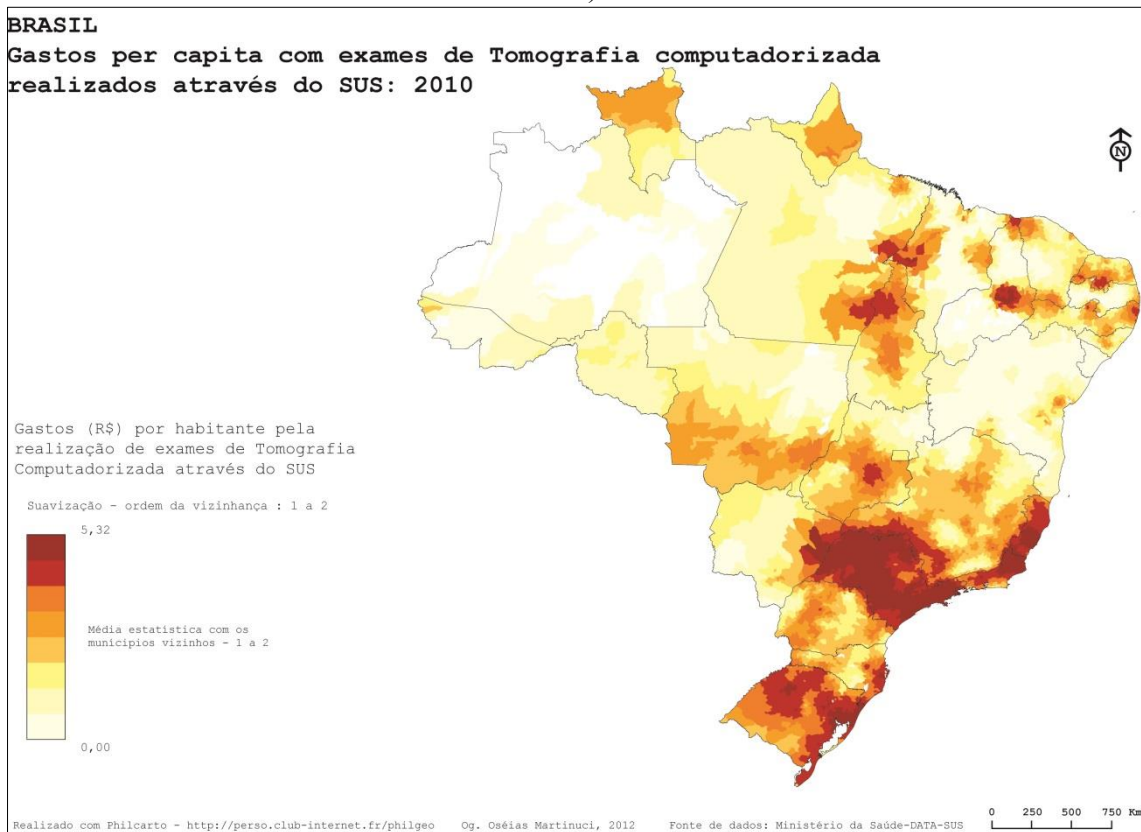 BRASIL
Gastos per capita com exames de Tomografia computadorizada
realizados através do SUS: 2010
N
Gastos (R$) por habitante pela
realização de exames de Tomografia
Computadorizada através do SUS
Suavização - ordem da vizinhança : 1 a 2
5,32
Média estatística com os
municípios vizinhos - 1 a 2
0,00
0 250 500 750 Km
Realizado com Philcarto - http://perso.club-internet.fr/philgeo Og. Oséias Martinuci, 2012 Fonte de dados: Ministério da Saúde-DATA-SUS